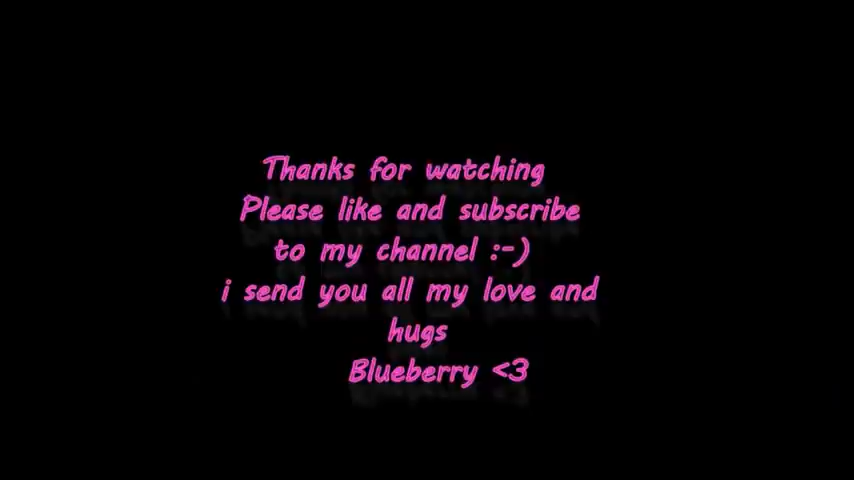 Thanks for watching
Please like and subscribe
to my channel :-)
i send you all my love and
hugs
Blueberry <3